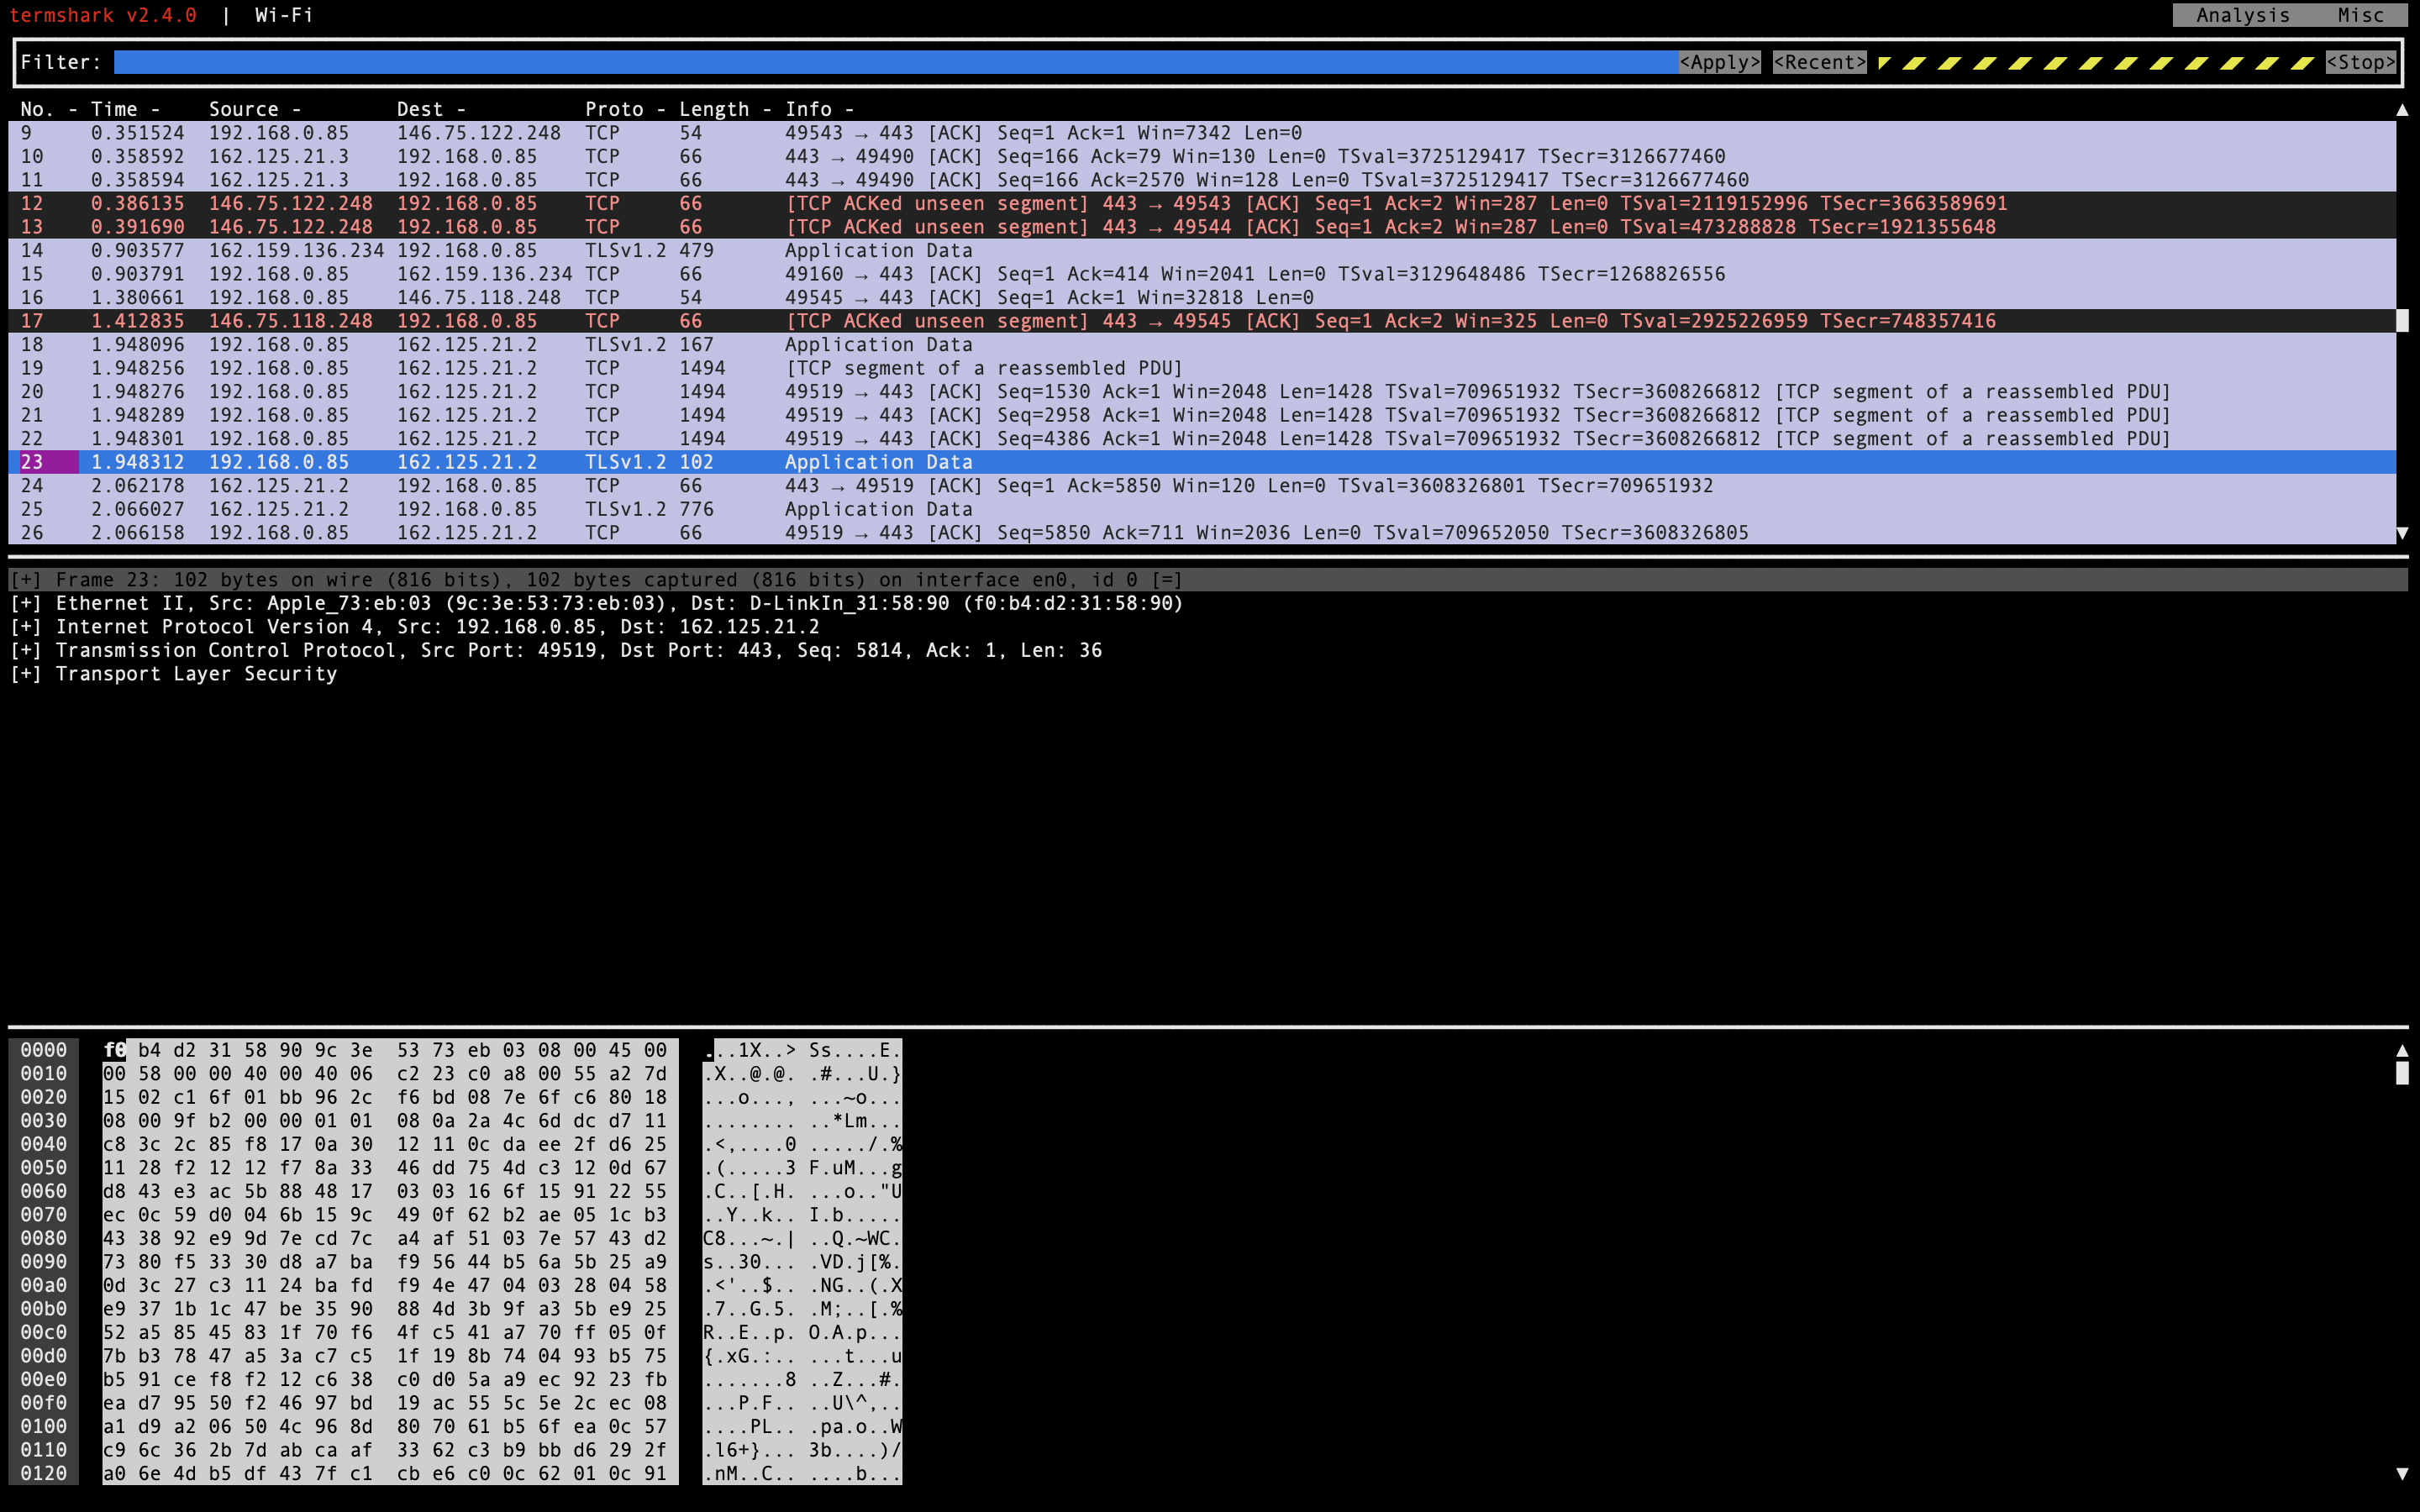 termshark v2.4.0 | Wi-Fi Analysis Misc
Filter: <Apply> <Recent> <Stop>
No. - Time - Source - Dest - Proto - Length - Info -
9 0.351524 192.168.0.85 146.75.122.248 TCP 54 49543 → 443 [ACK] Seq=1 Ack=1 Win=7342 Len=0
10 0.358592 162.125.21.3 192.168.0.85 TCP 66 443 → 49490 [ACK] Seq=166 Ack=79 Win=130 Len=0 TSval=3725129417 TSecr=3126677460
11 0.358594 162.125.21.3 192.168.0.85 TCP 66 443 → 49490 [ACK] Seq=166 Ack=2570 Win=128 Len=0 TSval=3725129417 TSecr=3126677460
12 0.386135 146.75.122.248 192.168.0.85 TCP 66 [TCP ACKed unseen segment] 443 → 49543 [ACK] Seq=1 Ack=2 Win=287 Len=0 TSval=2119152996 TSecr=3663589691
13 0.391690 146.75.122.248 192.168.0.85 TCP 66 [TCP ACKed unseen segment] 443 → 49544 [ACK] Seq=1 Ack=2 Win=287 Len=0 TSval=473288828 TSecr=1921355648
14 0.903577 162.159.136.234 192.168.0.85 TLSv1.2 479 Application Data
15 0.903791 192.168.0.85 162.159.136.234 TCP 66 49160 → 443 [ACK] Seq=1 Ack=414 Win=2041 Len=0 TSval=3129648486 TSecr=1268826556
16 1.380661 192.168.0.85 146.75.118.248 TCP 54 49545 → 443 [ACK] Seq=1 Ack=1 Win=32818 Len=0
17 1.412835 146.75.118.248 192.168.0.85 TCP 66 [TCP ACKed unseen segment] 443 → 49545 [ACK] Seq=1 Ack=2 Win=325 Len=0 TSval=2925226959 TSecr=748357416
18 1.948096 192.168.0.85 162.125.21.2 TLSv1.2 167 Application Data
19 1.948256 192.168.0.85 162.125.21.2 TCP 1494 [TCP segment of a reassembled PDU]
20 1.948276 192.168.0.85 162.125.21.2 TCP 1494 49519 → 443 [ACK] Seq=1530 Ack=1 Win=2048 Len=1428 TSval=709651932 TSecr=3608266812 [TCP segment of a reassembled PDU]
21 1.948289 192.168.0.85 162.125.21.2 TCP 1494 49519 → 443 [ACK] Seq=2958 Ack=1 Win=2048 Len=1428 TSval=709651932 TSecr=3608266812 [TCP segment of a reassembled PDU]
22 1.948301 192.168.0.85 162.125.21.2 TCP 1494 49519 → 443 [ACK] Seq=4386 Ack=1 Win=2048 Len=1428 TSval=709651932 TSecr=3608266812 [TCP segment of a reassembled PDU]
23 1.948312 192.168.0.85 162.125.21.2 TLSv1.2 102 Application Data
24 2.062178 162.125.21.2 192.168.0.85 TCP 66 443 → 49519 [ACK] Seq=1 Ack=5850 Win=120 Len=0 TSval=3608326801 TSecr=709651932
25 2.066027 162.125.21.2 192.168.0.85 TLSv1.2 776 Application Data
26 2.066158 192.168.0.85 162.125.21.2 TCP 66 49519 → 443 [ACK] Seq=5850 Ack=711 Win=2036 Len=0 TSval=709652050 TSecr=3608326805
[+] Frame 23: 102 bytes on wire (816 bits), 102 bytes captured (816 bits) on interface en0, id 0 [=]
[+] Ethernet II, Src: Apple_73:eb:03 (9c:3e:53:73:eb:03), Dst: D-LinkIn_31:58:90 (f0:b4:d2:31:58:90)
[+] Internet Protocol Version 4, Src: 192.168.0.85, Dst: 162.125.21.2
[+] Transmission Control Protocol, Src Port: 49519, Dst Port: 443, Seq: 5814, Ack: 1, Len: 36
[+] Transport Layer Security
0000 f0 b4 d2 31 58 90 9c 3e 53 73 eb 03 08 00 45 00 ...1X..> Ss....E.
0010 00 58 00 00 40 00 40 06 c2 23 c0 a8 00 55 a2 7d .X..@.@. .#...U.}
0020 15 02 c1 6f 01 bb 96 2c f6 bd 08 7e 6f c6 80 18 ...o..., ...~o...
0030 08 00 9f b2 00 00 01 01 08 0a 2a 4c 6d dc d7 11 ........ ..*Lm...
0040 c8 3c 2c 85 f8 17 0a 30 12 11 0c da ee 2f d6 25 .<,....0 ...../.%
0050 11 28 f2 12 12 f7 8a 33 46 dd 75 4d c3 12 0d 67 .(.....3 F.uM...g
0060 d8 43 e3 ac 5b 88 48 17 03 03 16 6f 15 91 22 55 .C..[.H. ...o.."U
0070 ec 0c 59 d0 04 6b 15 9c 49 0f 62 b2 ae 05 1c b3 ..Y..k.. I.b.....
0080 43 38 92 e9 9d 7e cd 7c a4 af 51 03 7e 57 43 d2 C8...~.| ..Q.~WC.
0090 73 80 f5 33 30 d8 a7 ba f9 56 44 b5 6a 5b 25 a9 s..30... .VD.j[%.
00a0 0d 3c 27 c3 11 24 ba fd f9 4e 47 04 03 28 04 58 .<'..$.. .NG..(.X
00b0 e9 37 1b 1c 47 be 35 90 88 4d 3b 9f a3 5b e9 25 .7..G.5. .M;..[.%
00c0 52 a5 85 45 83 1f 70 f6 4f c5 41 a7 70 ff 05 0f R..E..p. O.A.p...
00d0 7b b3 78 47 a5 3a c7 c5 1f 19 8b 74 04 93 b5 75 {.xG.:.. ...t...u
00e0 b5 91 ce f8 f2 12 c6 38 c0 d0 5a a9 ec 92 23 fb .......8 ..Z...#.
00f0 ea d7 95 50 f2 46 97 bd 19 ac 55 5c 5e 2c ec 08 ...P.F.. ..U\^,..
0100 a1 d9 a2 06 50 4c 96 8d 80 70 61 b5 6f ea 0c 57 ....PL.. .pa.o..W
0110 c9 6c 36 2b 7d ab ca af 33 62 c3 b9 bb d6 29 2f .l6+}... 3b....)/
0120 a0 6e 4d b5 df 43 7f c1 cb e6 c0 0c 62 01 0c 91 .nM..C.. ....b...